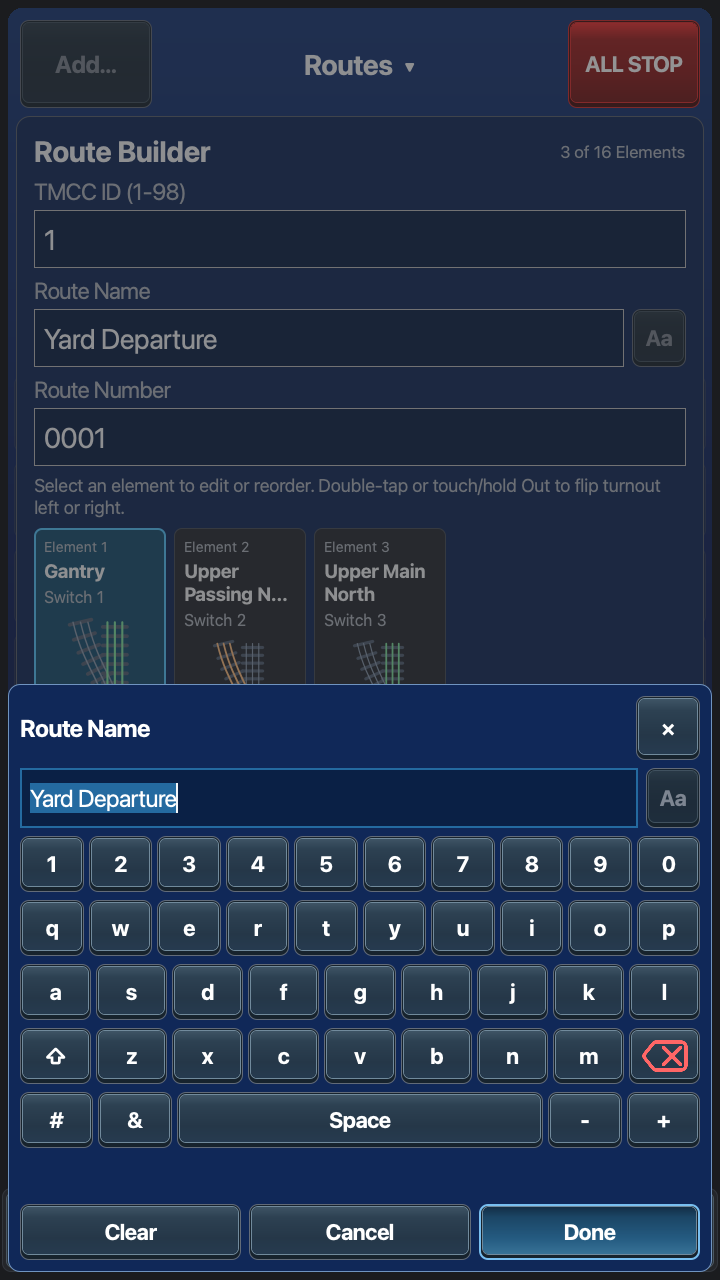 Add...
Routes ▼
ALL STOP
Route Builder
3 of 16 Elements
TMCC ID (1-98)
1
Route Name
Yard Departure
Aa
Route Number
0001
Select an element to edit or reorder. Double-tap or touch/hold Out to flip turnout
left or right.
Element 1
Gantry
Switch 1
Element 2
Upper
Passing N...
Switch 2
Element 3
Upper Main
North
Switch 3
Route Name
×
Yard Departure
Aa
1 2 3 4 5 6 7 8 9 0
q w e r t y u i o p
a s d f g h j k l
z x c v b n m
# & Space - +
Clear Cancel Done